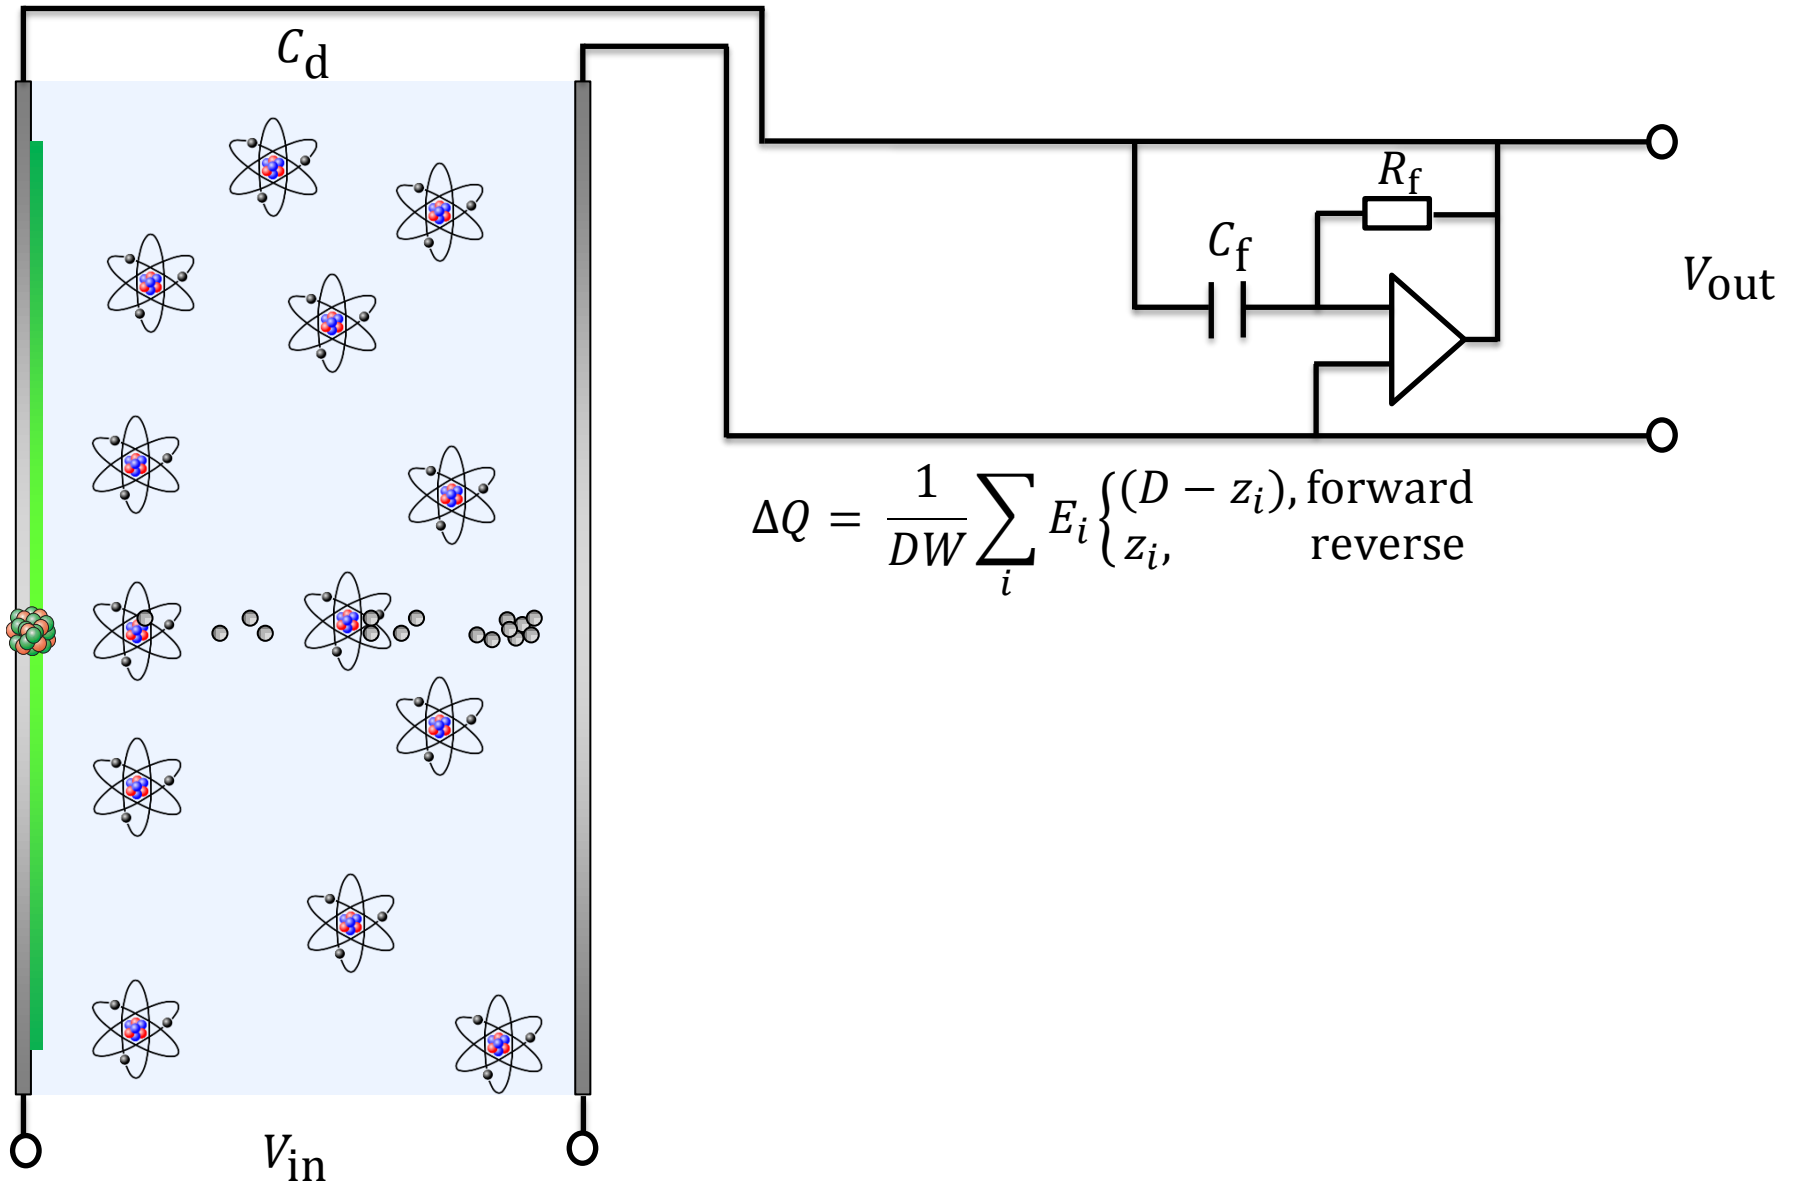 C_d
R_f
C_f
V_out
ΔQ = 1/DW ∑_i E_i { (D − z_i), forward
z_i, reverse
V_in